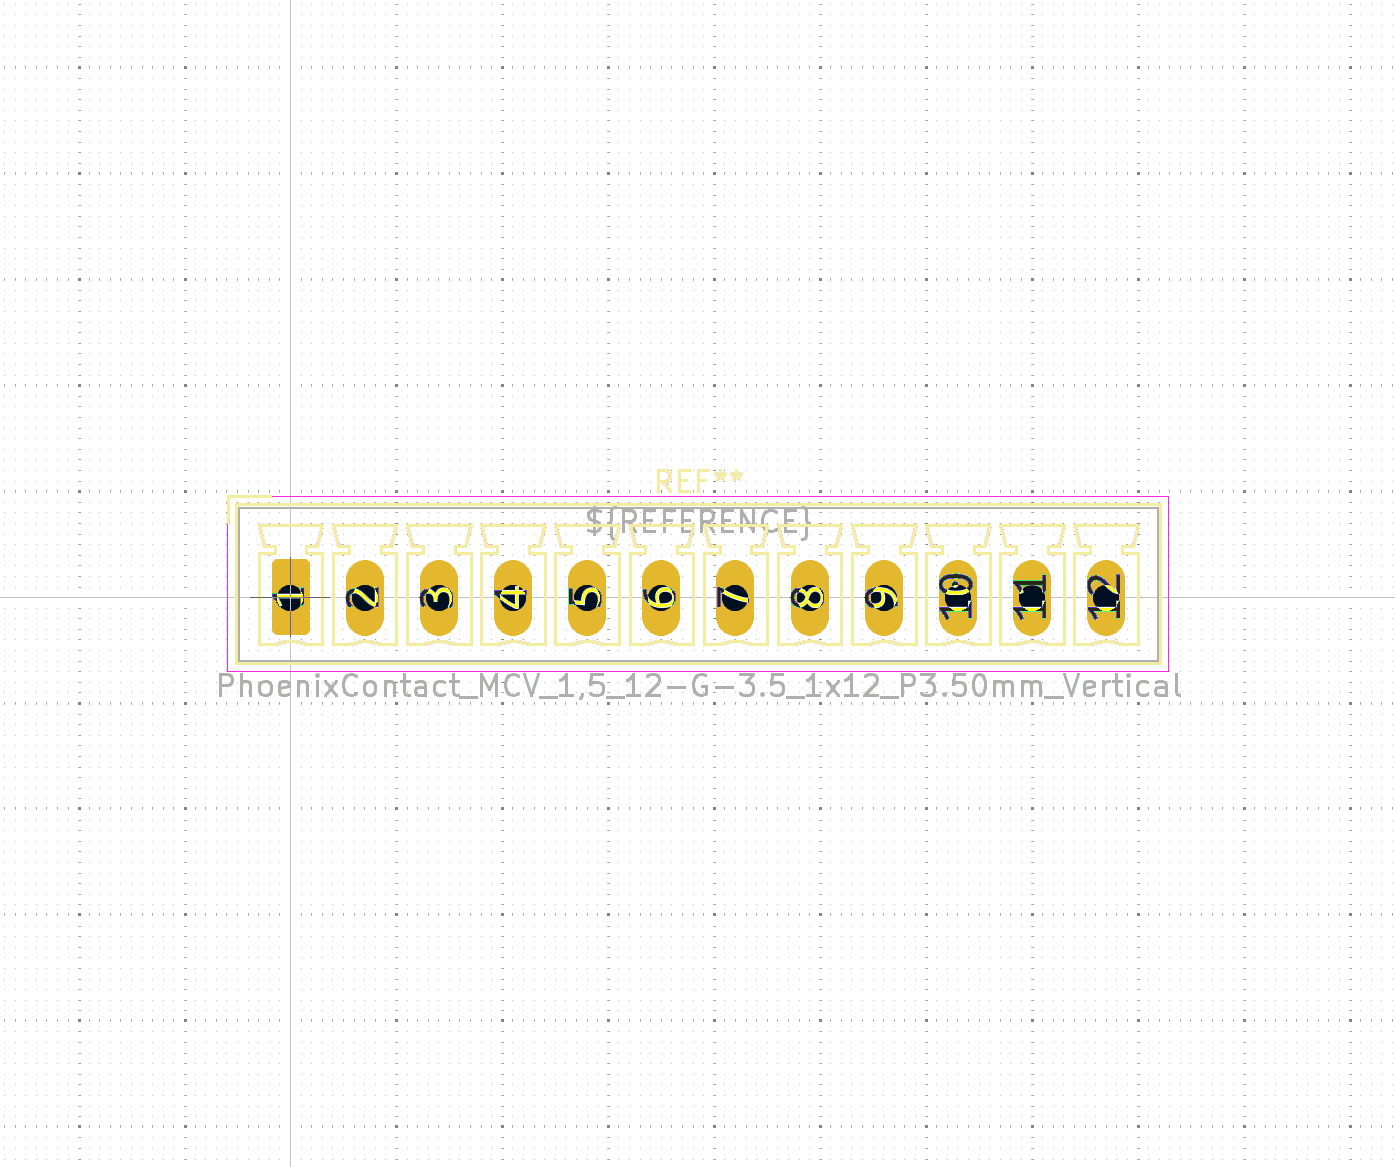 REF**
${REFERENCE}
1 2 3 4 5 6 7 8 9 10 11 12
PhoenixContact_MCV_1,5_12-G-3.5_1x12_P3.50mm_Vertical